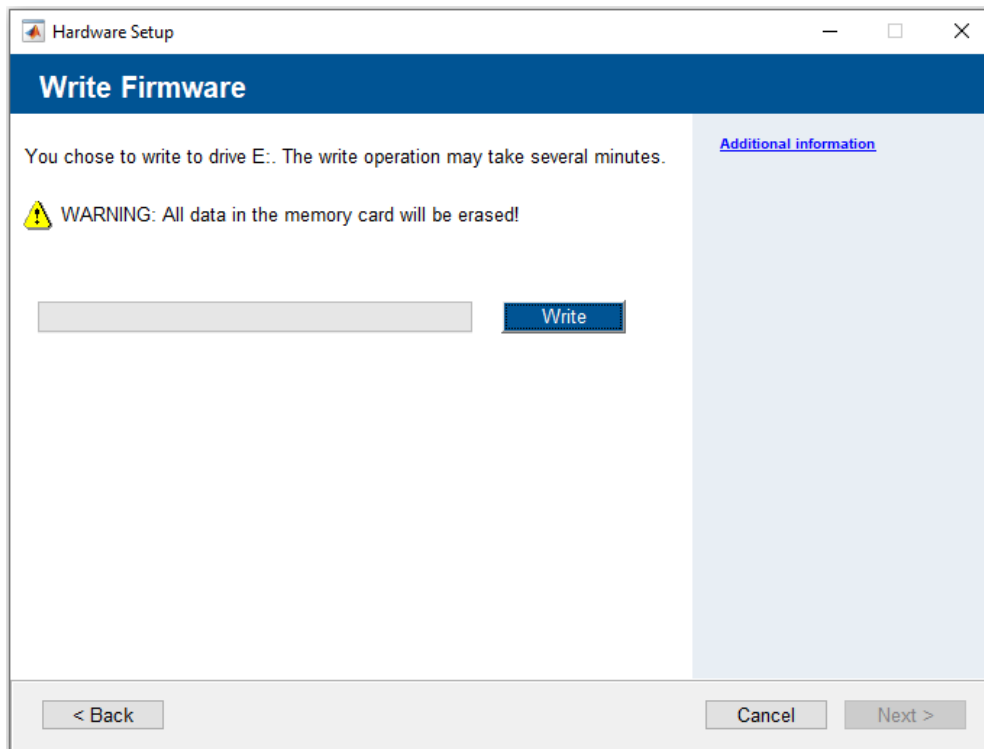 Hardware Setup
Write Firmware
You chose to write to drive E:. The write operation may take several minutes.
Additional information
WARNING: All data in the memory card will be erased!
Write
< Back
Cancel
Next >